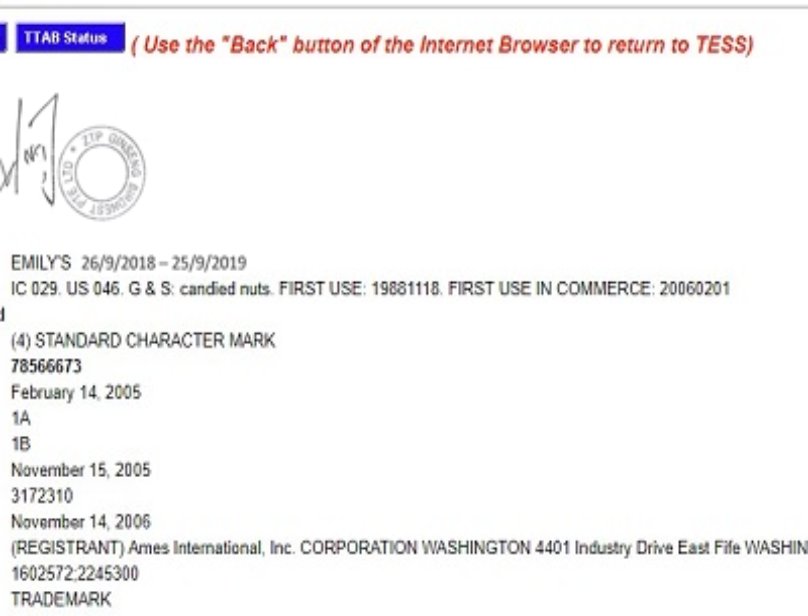 TTAB Status
( Use the "Back" button of the Internet Browser to return to TESS)
ZTP GINSENG BIRDNEST PTE LTD
EMILY'S 26/9/2018 – 25/9/2019
IC 029. US 046. G & S: candied nuts. FIRST USE: 19881118. FIRST USE IN COMMERCE: 20060201
d
(4) STANDARD CHARACTER MARK
78566673
February 14, 2005
1A
1B
November 15, 2005
3172310
November 14, 2006
(REGISTRANT) Ames International, Inc. CORPORATION WASHINGTON 4401 Industry Drive East Fife WASHIN
1602572;2245300
TRADEMARK